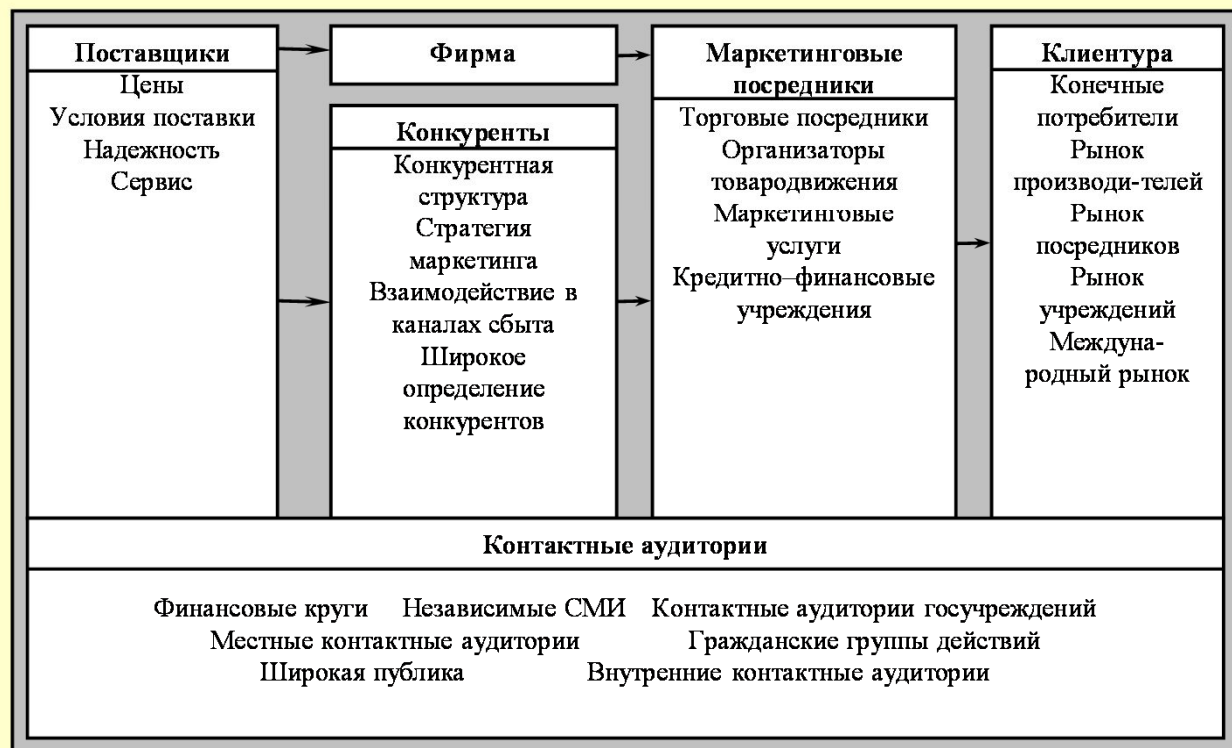 Поставщики
Цены
Условия поставки
Надежность
Сервис
Фирма
Конкуренты
Конкурентная
структура
Стратегия
маркетинга
Взаимодействие в
каналах сбыта
Широкое
определение
конкурентов
Маркетинговые
посредники
Торговые посредники
Организаторы
товародвижения
Маркетинговые
услуги
Кредитно–финансовые
учреждения
Клиентура
Конечные
потребители
Рынок
производи-телей
Рынок
посредников
Рынок
учреждений
Междуна-
родный рынок
Контактные аудитории
Финансовые круги Независимые СМИ Контактные аудитории госучреждений
Местные контактные аудитории Гражданские группы действий
Широкая публика Внутренние контактные аудитории